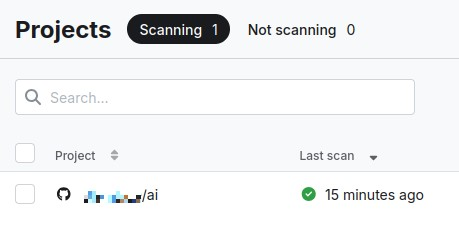 Projects Scanning 1 Not scanning 0
Search...
Project Last scan
/ai 15 minutes ago